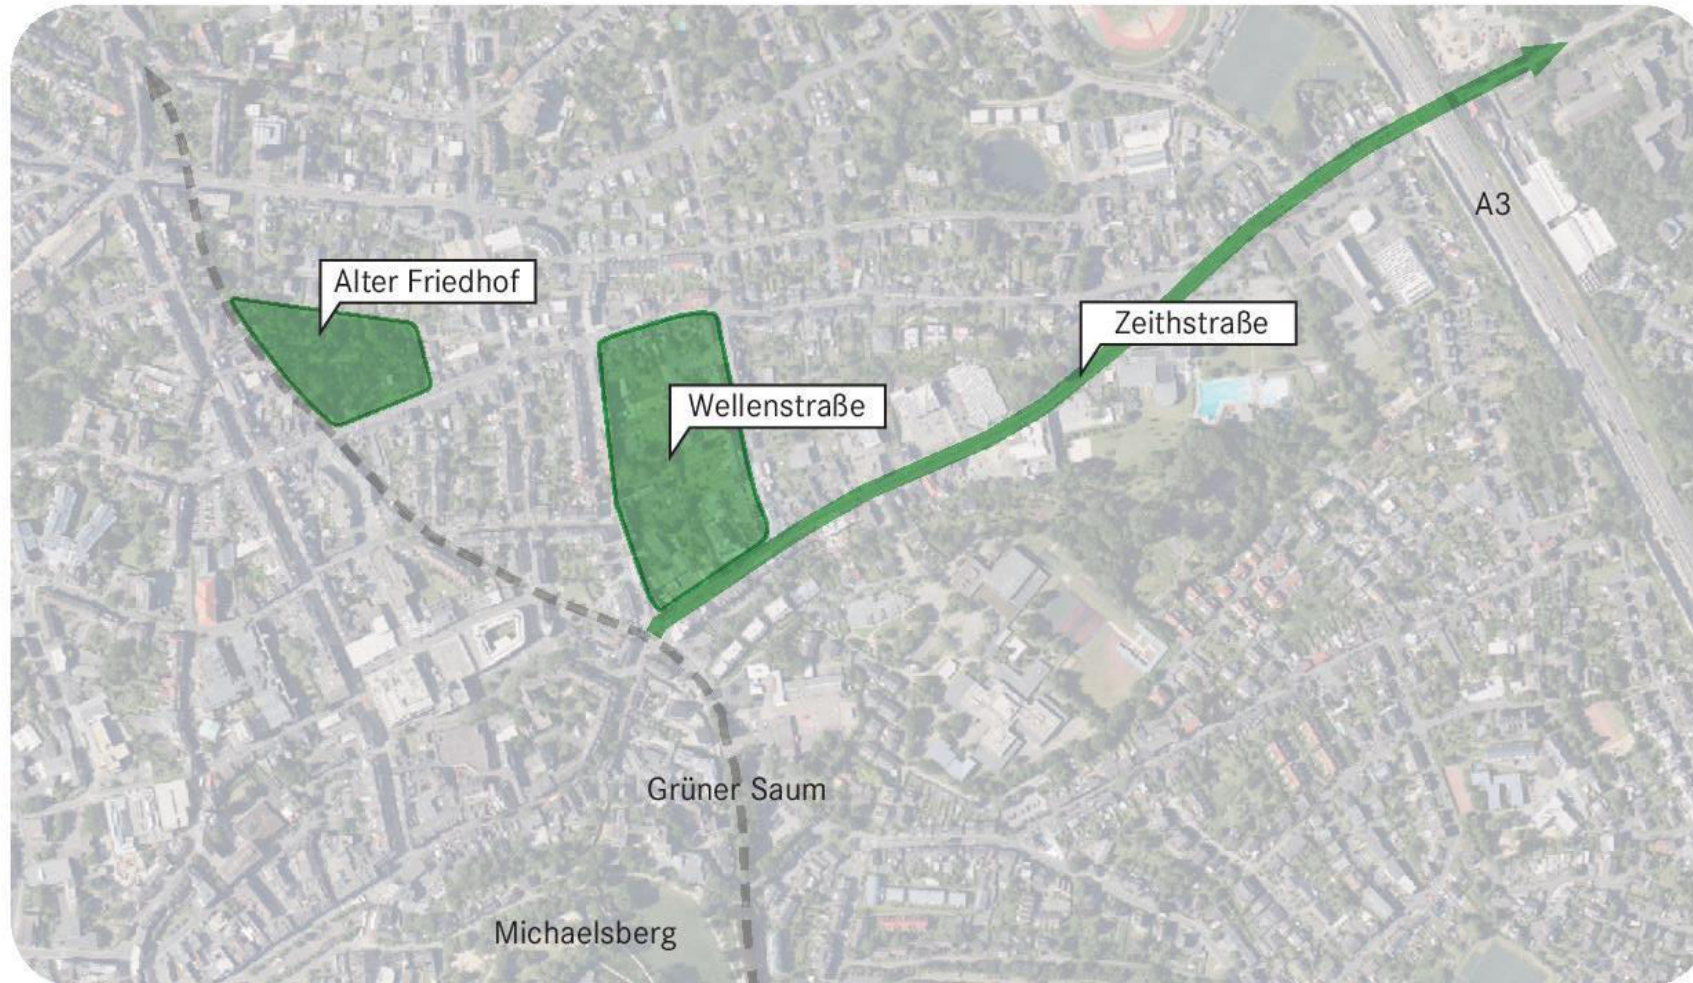 A3
Alter Friedhof
Zeithstraße
Wellenstraße
Grüner Saum
Michaelsberg